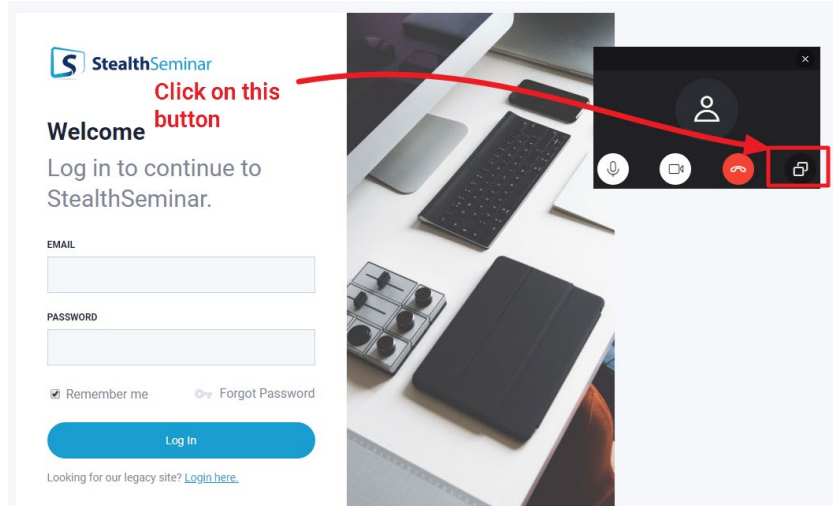 StealthSeminar
Click on this
button
Welcome
Log in to continue to
StealthSeminar.
EMAIL
PASSWORD
Remember me
Forgot Password
Log In
Looking for our legacy site? Login here.